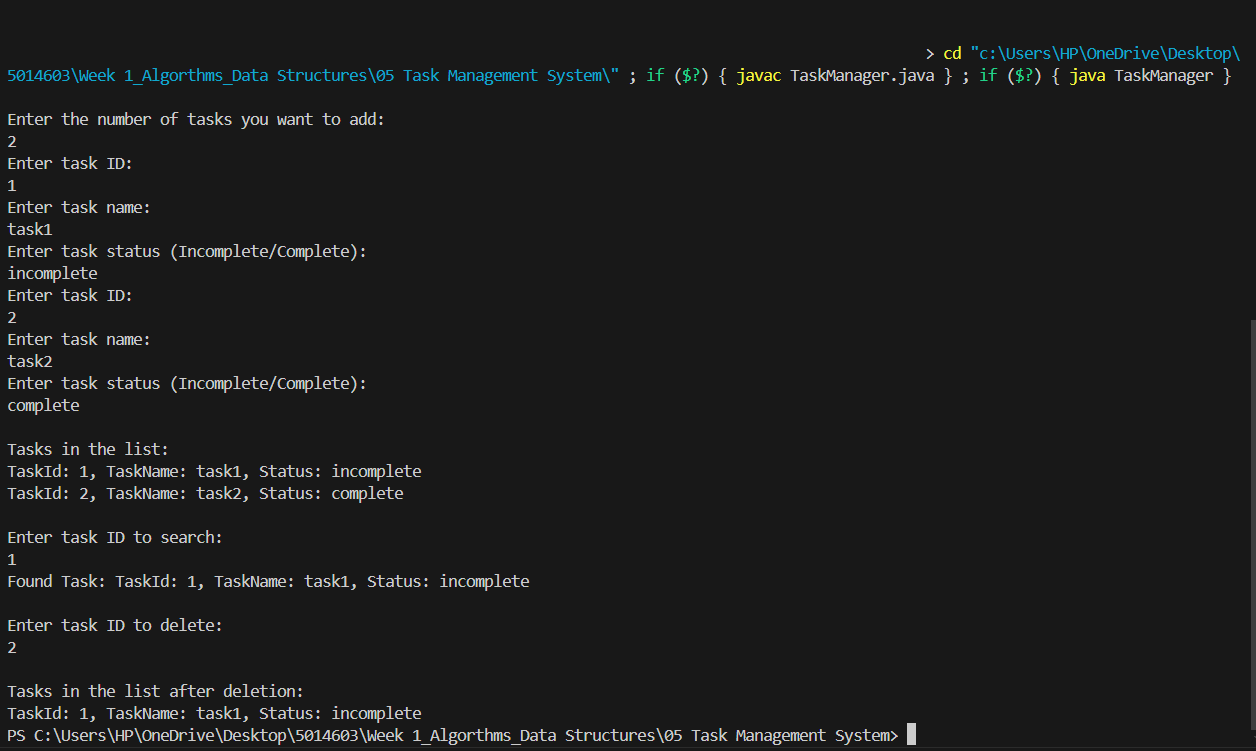 > cd "c:\Users\HP\OneDrive\Desktop\
5014603\Week 1_Algorthms_Data Structures\05 Task Management System\" ; if ($?) { javac TaskManager.java } ; if ($?) { java TaskManager }
Enter the number of tasks you want to add:
2
Enter task ID:
1
Enter task name:
task1
Enter task status (Incomplete/Complete):
incomplete
Enter task ID:
2
Enter task name:
task2
Enter task status (Incomplete/Complete):
complete
Tasks in the list:
TaskId: 1, TaskName: task1, Status: incomplete
TaskId: 2, TaskName: task2, Status: complete
Enter task ID to search:
1
Found Task: TaskId: 1, TaskName: task1, Status: incomplete
Enter task ID to delete:
2
Tasks in the list after deletion:
TaskId: 1, TaskName: task1, Status: incomplete
PS C:\Users\HP\OneDrive\Desktop\5014603\Week 1_Algorthms_Data Structures\05 Task Management System>